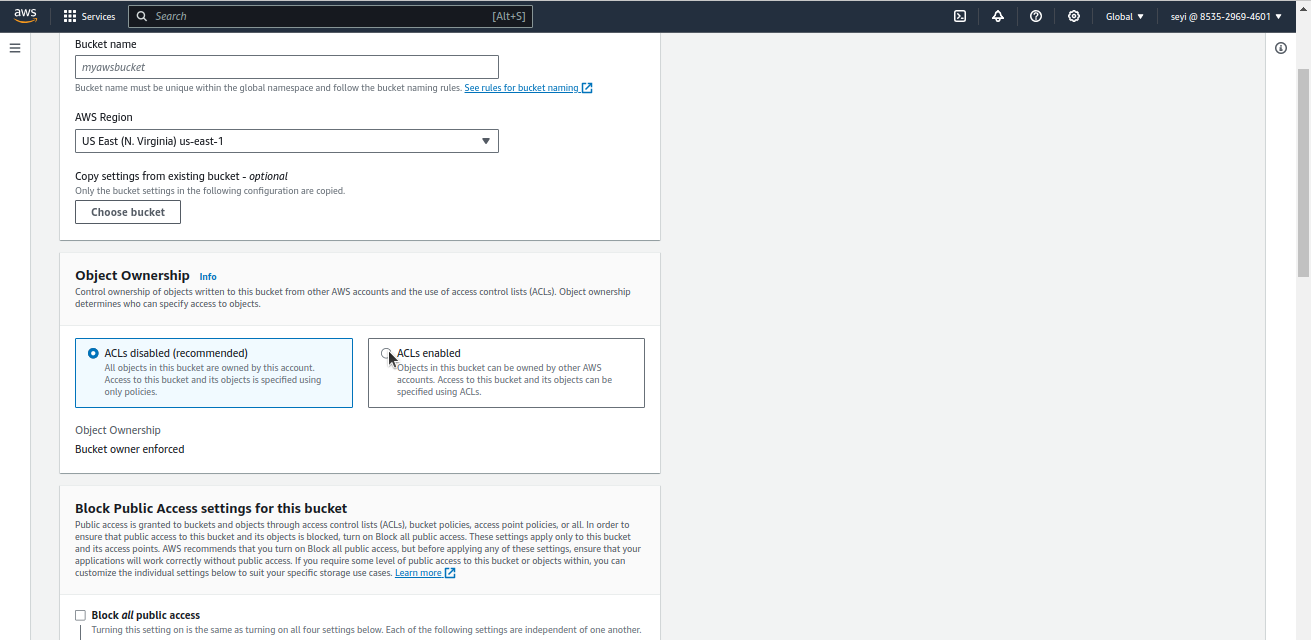 aws Services Search [Alt+S] Global seyi @ 8535-2969-4601
Bucket name
myawsbucket
Bucket name must be unique within the global namespace and follow the bucket naming rules. See rules for bucket naming
AWS Region
US East (N. Virginia) us-east-1
Copy settings from existing bucket - optional
Only the bucket settings in the following configuration are copied.
Choose bucket
Object Ownership Info
Control ownership of objects written to this bucket from other AWS accounts and the use of access control lists (ACLs). Object ownership
determines who can specify access to objects.
ACLs disabled (recommended)
All objects in this bucket are owned by this account.
Access to this bucket and its objects is specified using
only policies.
ACLs enabled
Objects in this bucket can be owned by other AWS
accounts. Access to this bucket and its objects can be
specified using ACLs.
Object Ownership
Bucket owner enforced
Block Public Access settings for this bucket
Public access is granted to buckets and objects through access control lists (ACLs), bucket policies, access point policies, or all. In order to
ensure that public access to this bucket and its objects is blocked, turn on Block all public access. These settings apply only to this bucket
and its access points. AWS recommends that you turn on Block all public access, but before applying any of these settings, ensure that your
applications will work correctly without public access. If you require some level of public access to this bucket or objects within, you can
customize the individual settings below to suit your specific storage use cases. Learn more
Block all public access
Turning this setting on is the same as turning on all four settings below. Each of the following settings are independent of one another.